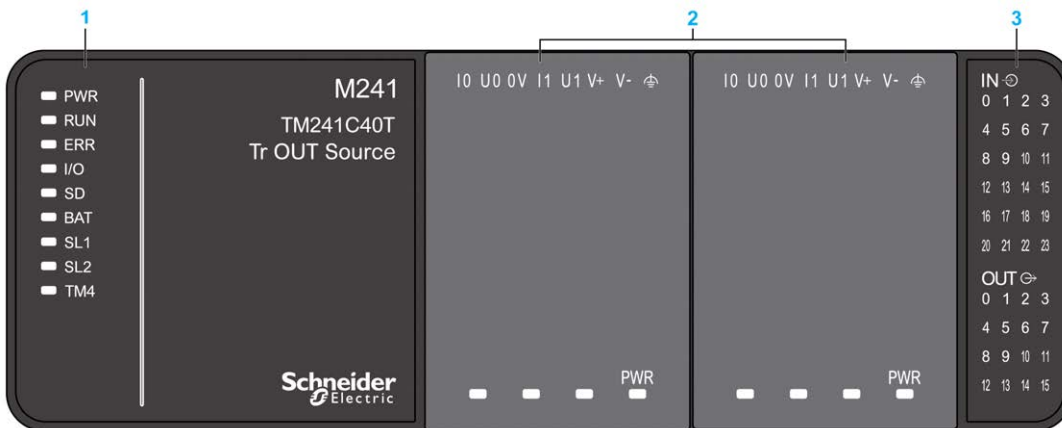 1
2
3
PWR
RUN
ERR
I/O
SD
BAT
SL1
SL2
TM4
M241
TM241C40T
Tr OUT Source
Schneider
Electric
I0 U0 0V I1 U1 V+ V-
PWR
I0 U0 0V I1 U1 V+ V-
PWR
IN
0 1 2 3
4 5 6 7
8 9 10 11
12 13 14 15
16 17 18 19
20 21 22 23
OUT
0 1 2 3
4 5 6 7
8 9 10 11
12 13 14 15